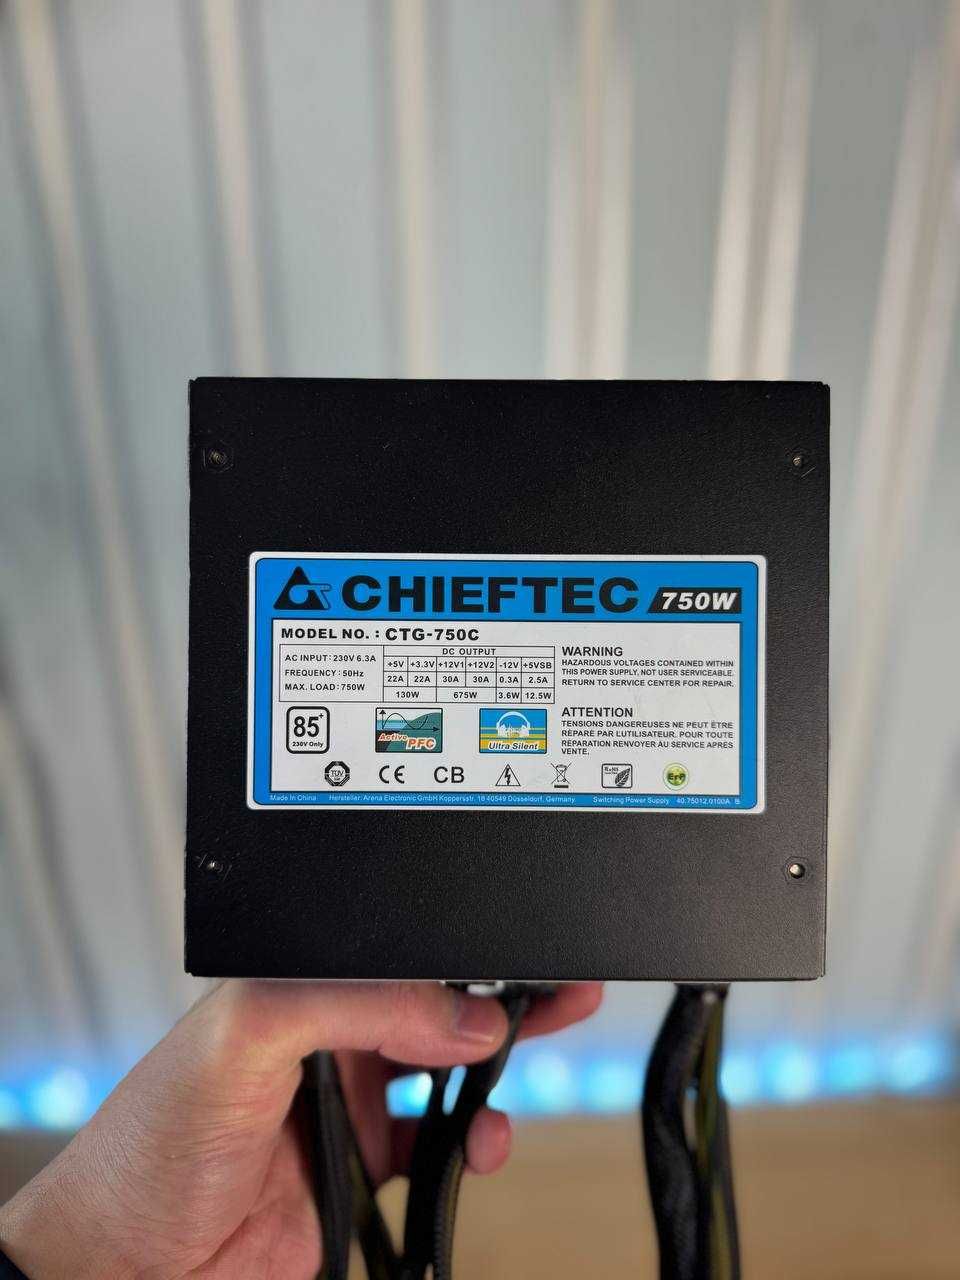 CHIEFTEC 750W
MODEL NO. : CTG-750C
AC INPUT: 230V 6.3A
FREQUENCY: 50Hz
MAX. LOAD: 750W
DC OUTPUT
+5V +3.3V +12V1 +12V2 -12V +5VSB
22A 22A 30A 30A 0.3A 2.5A
130W 675W 3.6W 12.5W
WARNING
HAZARDOUS VOLTAGES CONTAINED WITHIN
THIS POWER SUPPLY, NOT USER SERVICEABLE.
RETURN TO SERVICE CENTER FOR REPAIR.
ATTENTION
TENSIONS DANGEREUSES NE PEUT ÊTRE
RÉPARÉ PAR LUTILISATEUR. POUR TOUTE
RÉPARATION RENVOYER AU SERVICE APRES
VENTE.
85+
230V Only
Active PFC
Ultra Silent
TÜV CE CB RoHS ErP
Made In China Hersteller: Arena Electronic GmbH Koppersstr. 18 40549 Düsseldorf, Germany. Switching Power Supply 40.75012.0100A B